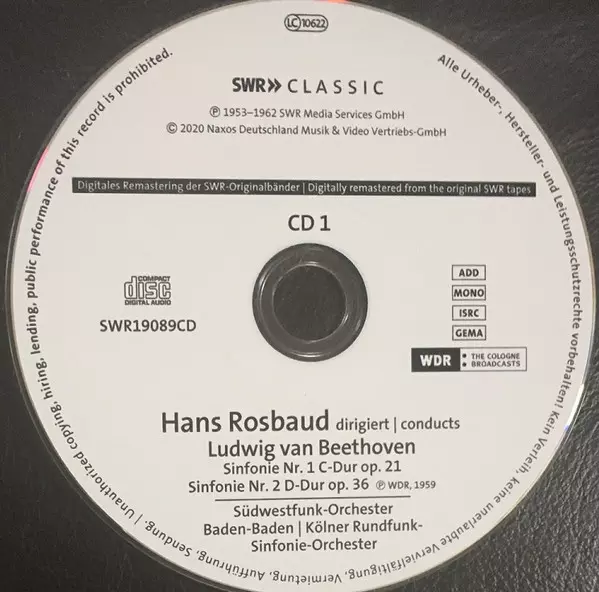 LC 10622
SWR» CLASSIC
℗ 1953–1962 SWR Media Services GmbH
© 2020 Naxos Deutschland Musik & Video Vertriebs-GmbH
Digitales Remastering der SWR-Originalbänder | Digitally remastered from the original SWR tapes
CD 1
COMPACT
disc
DIGITAL AUDIO
SWR19089CD
ADD
MONO
ISRC
GEMA
WDR THE COLOGNE
BROADCASTS
Hans Rosbaud dirigiert | conducts
Ludwig van Beethoven
Sinfonie Nr. 1 C-Dur op. 21
Sinfonie Nr. 2 D-Dur op. 36 ℗ WDR, 1959
Südwestfunk-Orchester
Baden-Baden | Kölner Rundfunk-
Sinfonie-Orchester
Alle Urheber-, Hersteller- und Leistungsschutzrechte vorbehalten! Kein Verleih, keine unerlaubte Vervielfältigung, Vermietung, Aufführung, Sendung, | Unauthorized copying, hiring, lending, public performance of this record is prohibited.